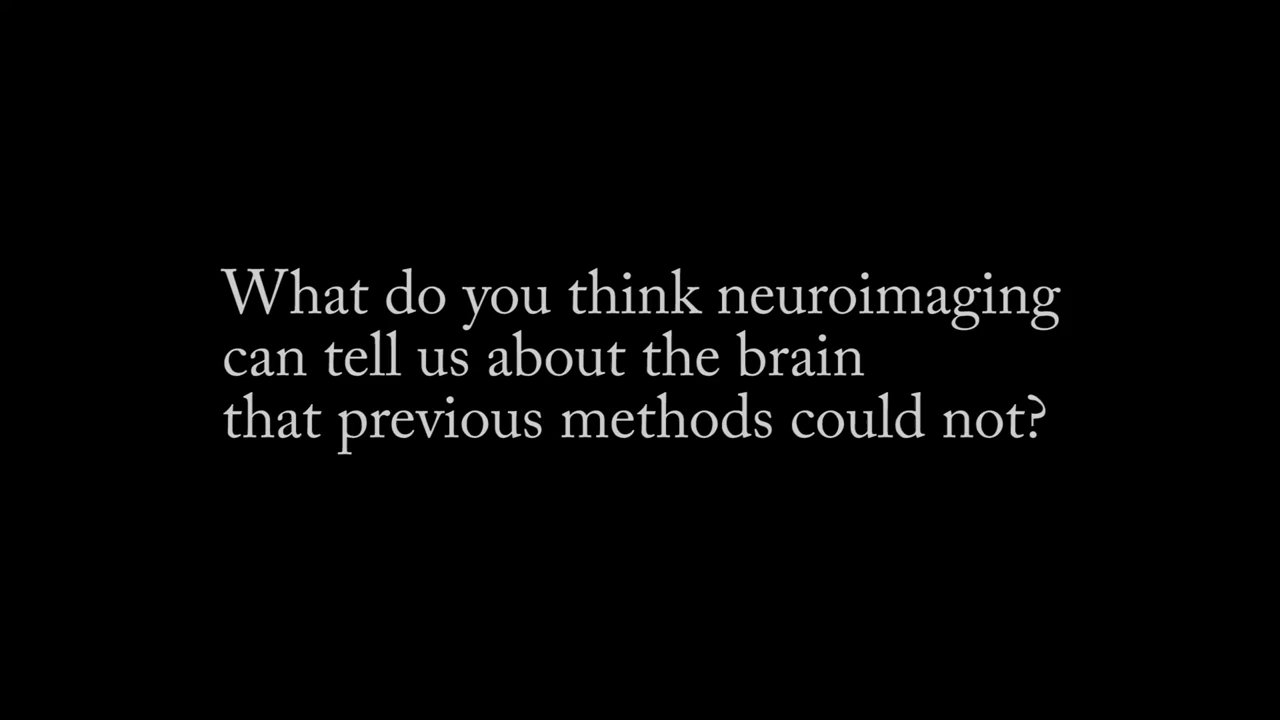 What do you think neuroimaging
can tell us about the brain
that previous methods could not?